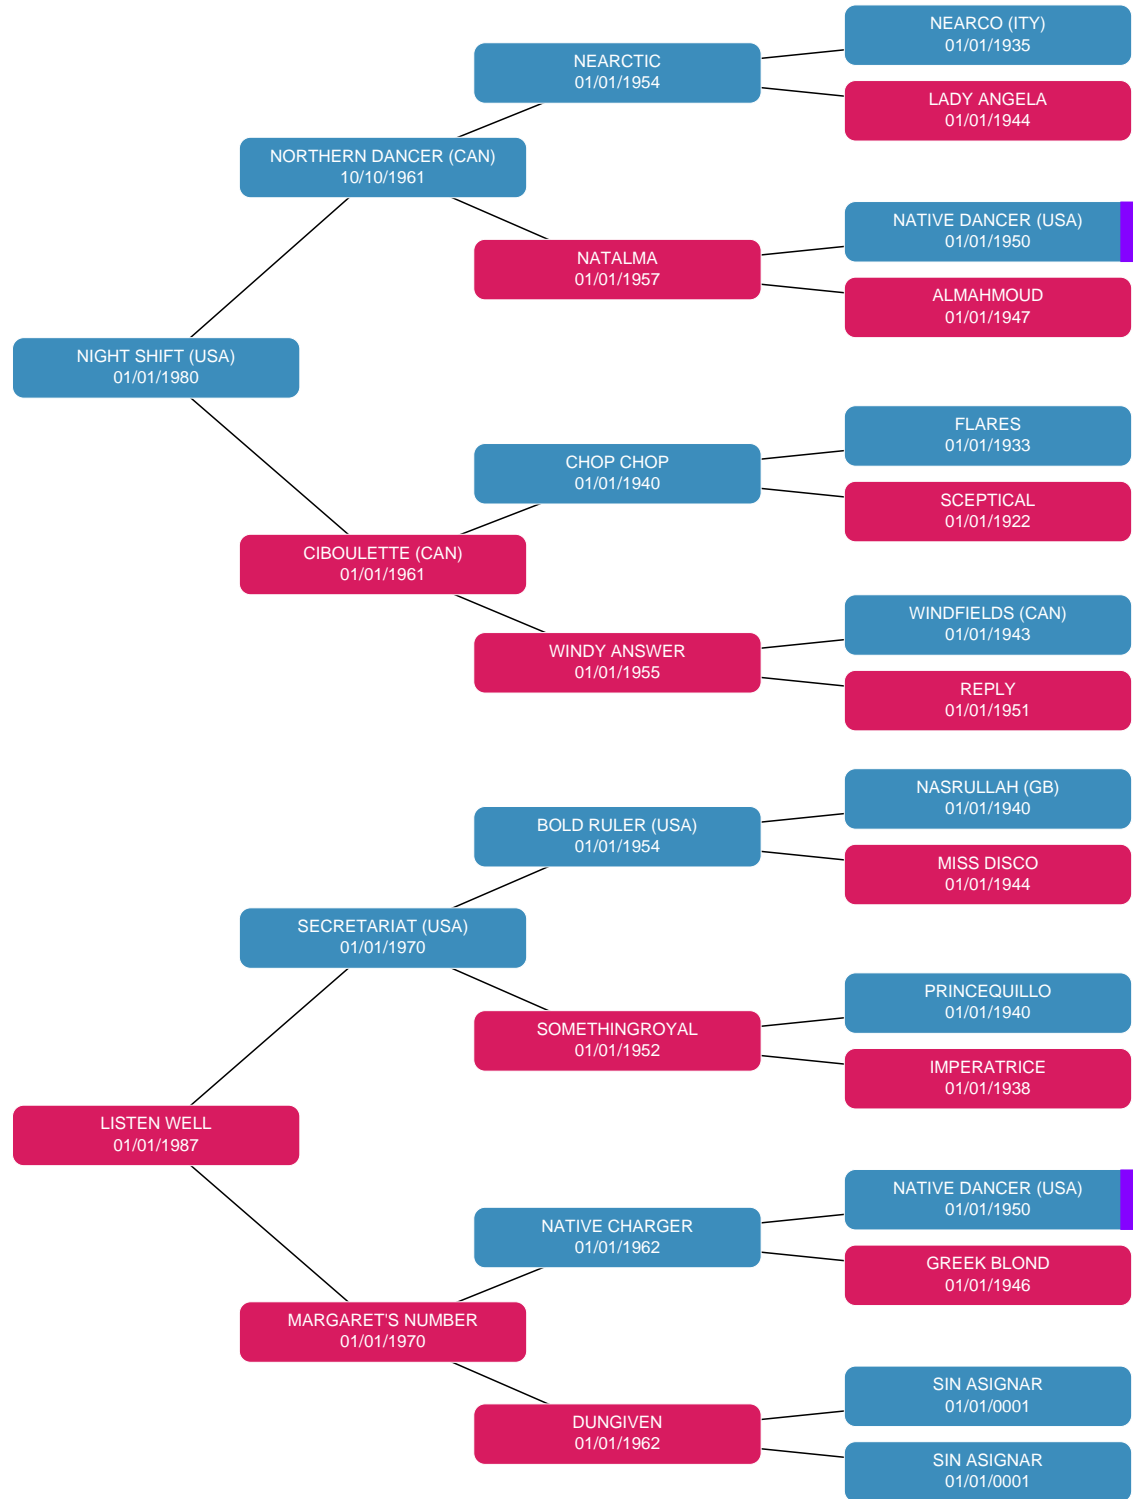 NEARCO (ITY)
01/01/1935
NEARCTIC
01/01/1954
LADY ANGELA
01/01/1944
NORTHERN DANCER (CAN)
10/10/1961
NATIVE DANCER (USA)
01/01/1950
NATALMA
01/01/1957
ALMAHMOUD
01/01/1947
NIGHT SHIFT (USA)
01/01/1980
FLARES
01/01/1933
CHOP CHOP
01/01/1940
SCEPTICAL
01/01/1922
CIBOULETTE (CAN)
01/01/1961
WINDFIELDS (CAN)
01/01/1943
WINDY ANSWER
01/01/1955
REPLY
01/01/1951
NASRULLAH (GB)
01/01/1940
BOLD RULER (USA)
01/01/1954
MISS DISCO
01/01/1944
SECRETARIAT (USA)
01/01/1970
PRINCEQUILLO
01/01/1940
SOMETHINGROYAL
01/01/1952
IMPERATRICE
01/01/1938
LISTEN WELL
01/01/1987
NATIVE DANCER (USA)
01/01/1950
NATIVE CHARGER
01/01/1962
GREEK BLOND
01/01/1946
MARGARET'S NUMBER
01/01/1970
SIN ASIGNAR
01/01/0001
DUNGIVEN
01/01/1962
SIN ASIGNAR
01/01/0001